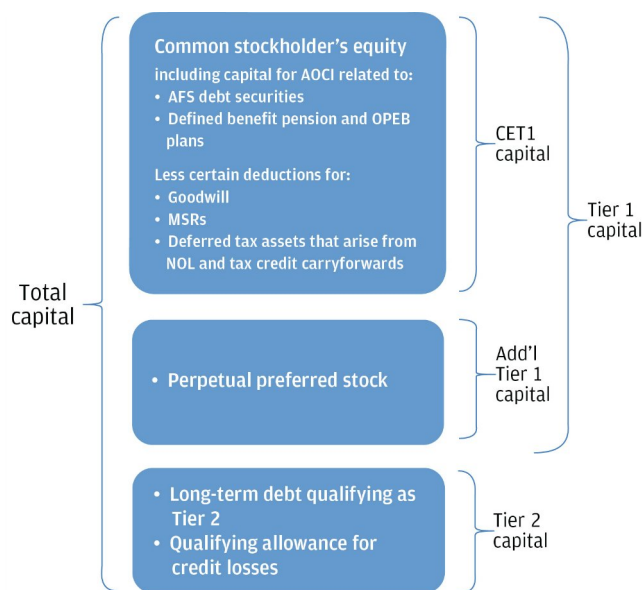 Common stockholder's equity
including capital for AOCI related to:
• AFS debt securities
• Defined benefit pension and OPEB
plans
Less certain deductions for:
• Goodwill
• MSRs
• Deferred tax assets that arise from
NOL and tax credit carryforwards
CET1
capital
Tier 1
capital
Total
capital
• Perpetual preferred stock
Add'l
Tier 1
capital
• Long-term debt qualifying as
Tier 2
• Qualifying allowance for
credit losses
Tier 2
capital